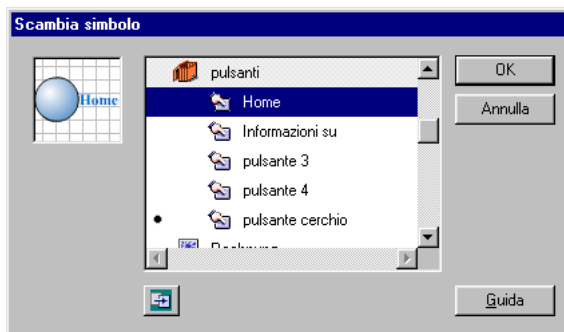 Scambia simbolo
pulsanti
Home
Home
Informazioni su
pulsante 3
pulsante 4
pulsante cerchio
OK
Annulla
Guida